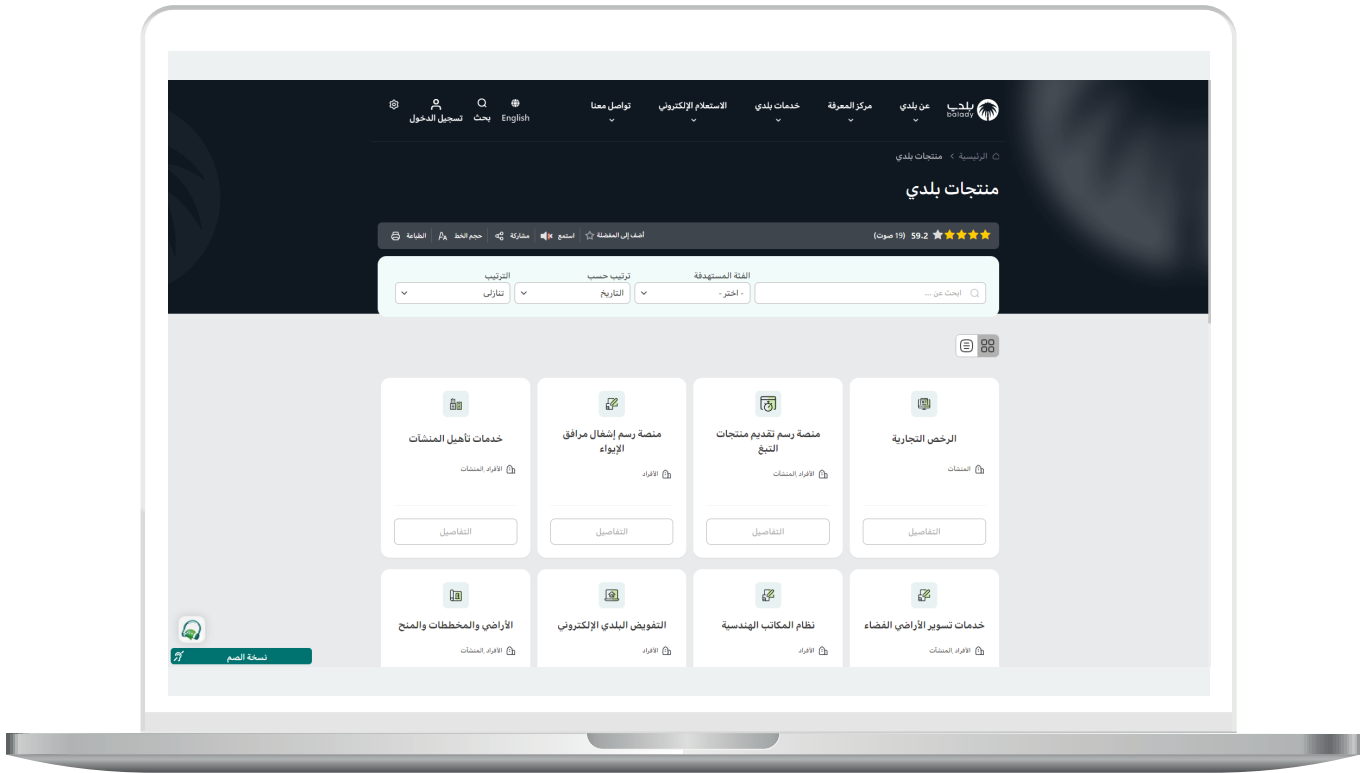 بلدي
balady
عن بلدي
مركز المعرفة
خدمات بلدي
الاستعلام الإلكتروني
تواصل معنا
English
بحث
تسجيل الدخول
الرئيسية > منتجات بلدي
منتجات بلدي
59.2 (19 صوت)
أضف إلى المفضلة
استمع
مشاركة
حجم الخط
الطباعة
الفئة المستهدفة
ترتيب حسب
الترتيب
ابحث عن ...
- اختر -
التاريخ
تنازلى
الرخص التجارية
المنشآت
التفاصيل
منصة رسم تقديم منتجات
التبغ
الأفراد ,المنشآت
التفاصيل
منصة رسم إشغال مرافق
الإيواء
الأفراد
التفاصيل
خدمات تأهيل المنشآت
الأفراد ,المنشآت
التفاصيل
خدمات تسوير الأراضي الفضاء
الأفراد ,المنشآت
نظام المكاتب الهندسية
الأفراد
التفويض البلدي الإلكتروني
الأفراد
الأراضي والمخططات والمنح
الأفراد ,المنشآت
نسخة الصم